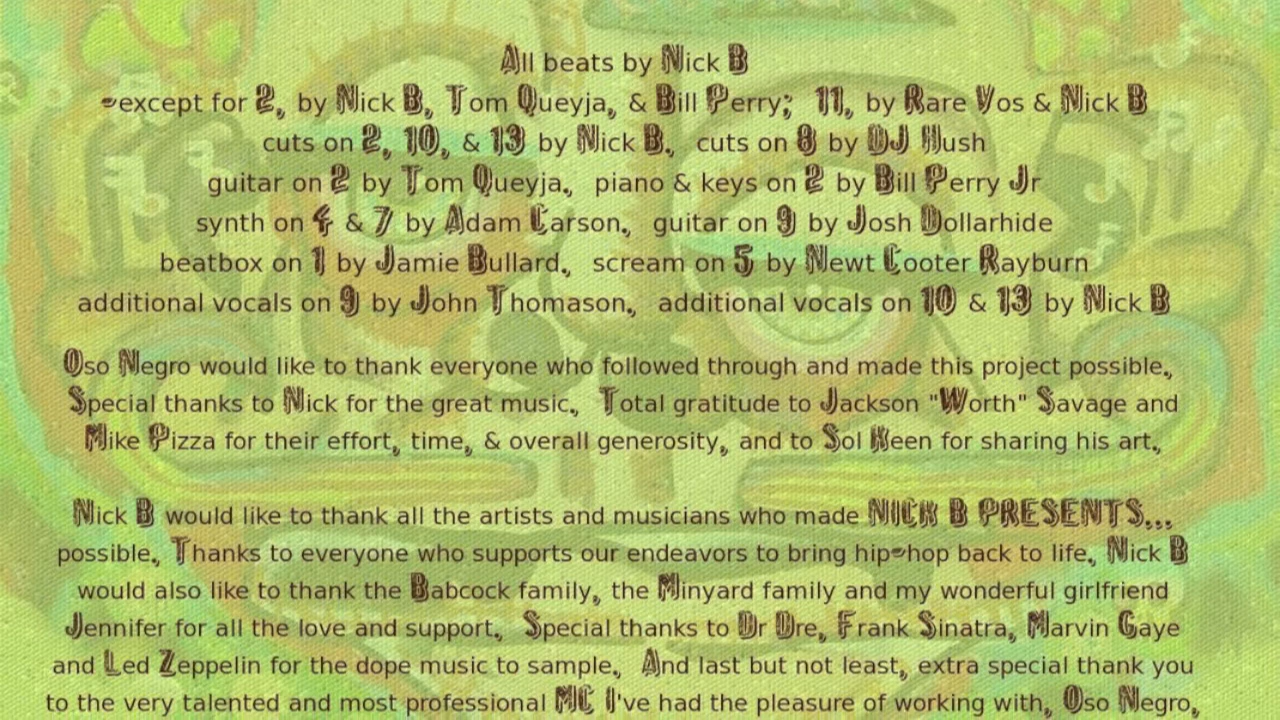 All beats by Nick B
-except for 2, by Nick B, Tom Queyja, & Bill Perry; 11, by Rare Vos & Nick B
cuts on 2, 10, & 13 by Nick B. cuts on 8 by DJ Hush
guitar on 2 by Tom Queyja. piano & keys on 2 by Bill Perry Jr
synth on 4 & 7 by Adam Carson. guitar on 9 by Josh Dollarhide
beatbox on 1 by Jamie Bullard. scream on 5 by Newt Cooter Rayburn
additional vocals on 9 by John Thomason. additional vocals on 10 & 13 by Nick B
Oso Negro would like to thank everyone who followed through and made this project possible.
Special thanks to Nick for the great music. Total gratitude to Jackson "Worth" Savage and
Mike Pizza for their effort, time, & overall generosity, and to Sol Keen for sharing his art.
Nick B would like to thank all the artists and musicians who made NICK B PRESENTS...
possible. Thanks to everyone who supports our endeavors to bring hip-hop back to life. Nick B
would also like to thank the Babcock family, the Minyard family and my wonderful girlfriend
Jennifer for all the love and support. Special thanks to Dr Dre, Frank Sinatra, Marvin Gaye
and Led Zeppelin for the dope music to sample. And last but not least, extra special thank you
to the very talented and most professional MC I've had the pleasure of working with, Oso Negro.